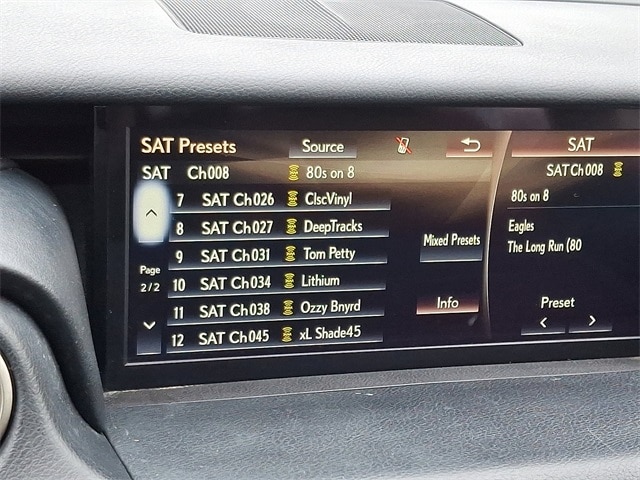 SAT Presets Source
SAT Ch008 80s on 8
7 SAT Ch026 ClscVinyl
8 SAT Ch027 DeepTracks
9 SAT Ch031 Tom Petty
10 SAT Ch034 Lithium
11 SAT Ch038 Ozzy Bnyrd
12 SAT Ch045 xL Shade45
Page
2/2
Mixed Presets
Info
SAT
SAT Ch008
80s on 8
Eagles
The Long Run (80
Preset